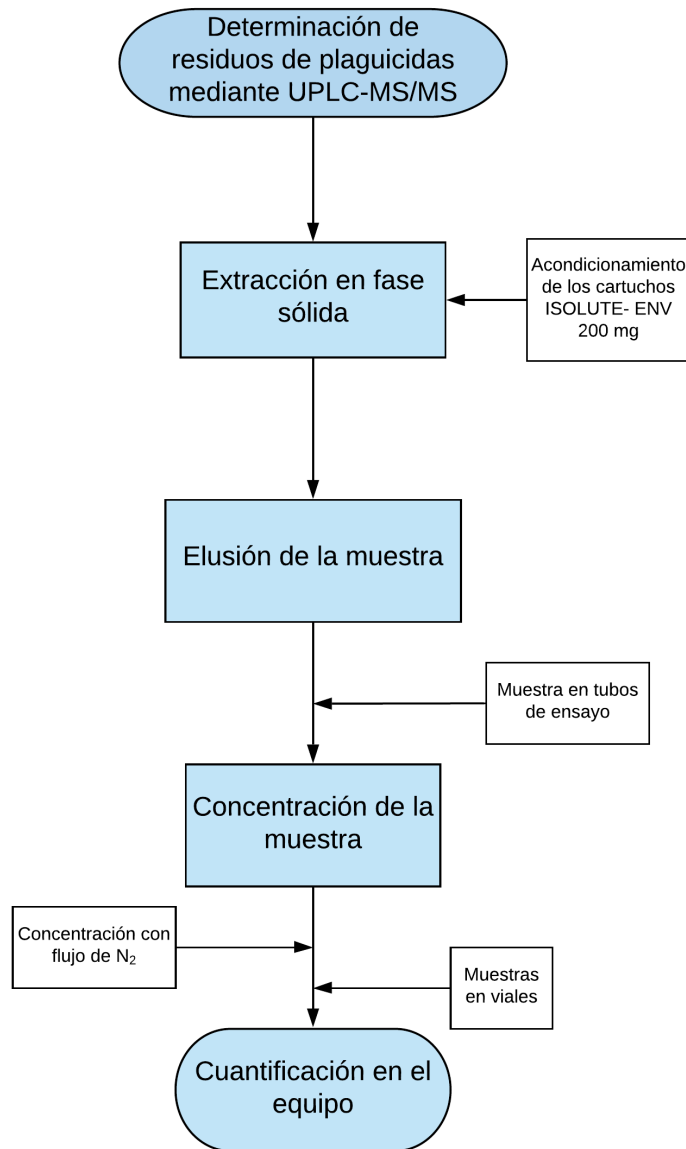 Determinación de
residuos de plaguicidas
mediante UPLC-MS/MS
Extracción en fase
sólida
Acondicionamiento
de los cartuchos
ISOLUTE- ENV
200 mg
Elusión de la muestra
Muestra en tubos
de ensayo
Concentración de la
muestra
Concentración con
flujo de N₂
Muestras
en viales
Cuantificación en el
equipo